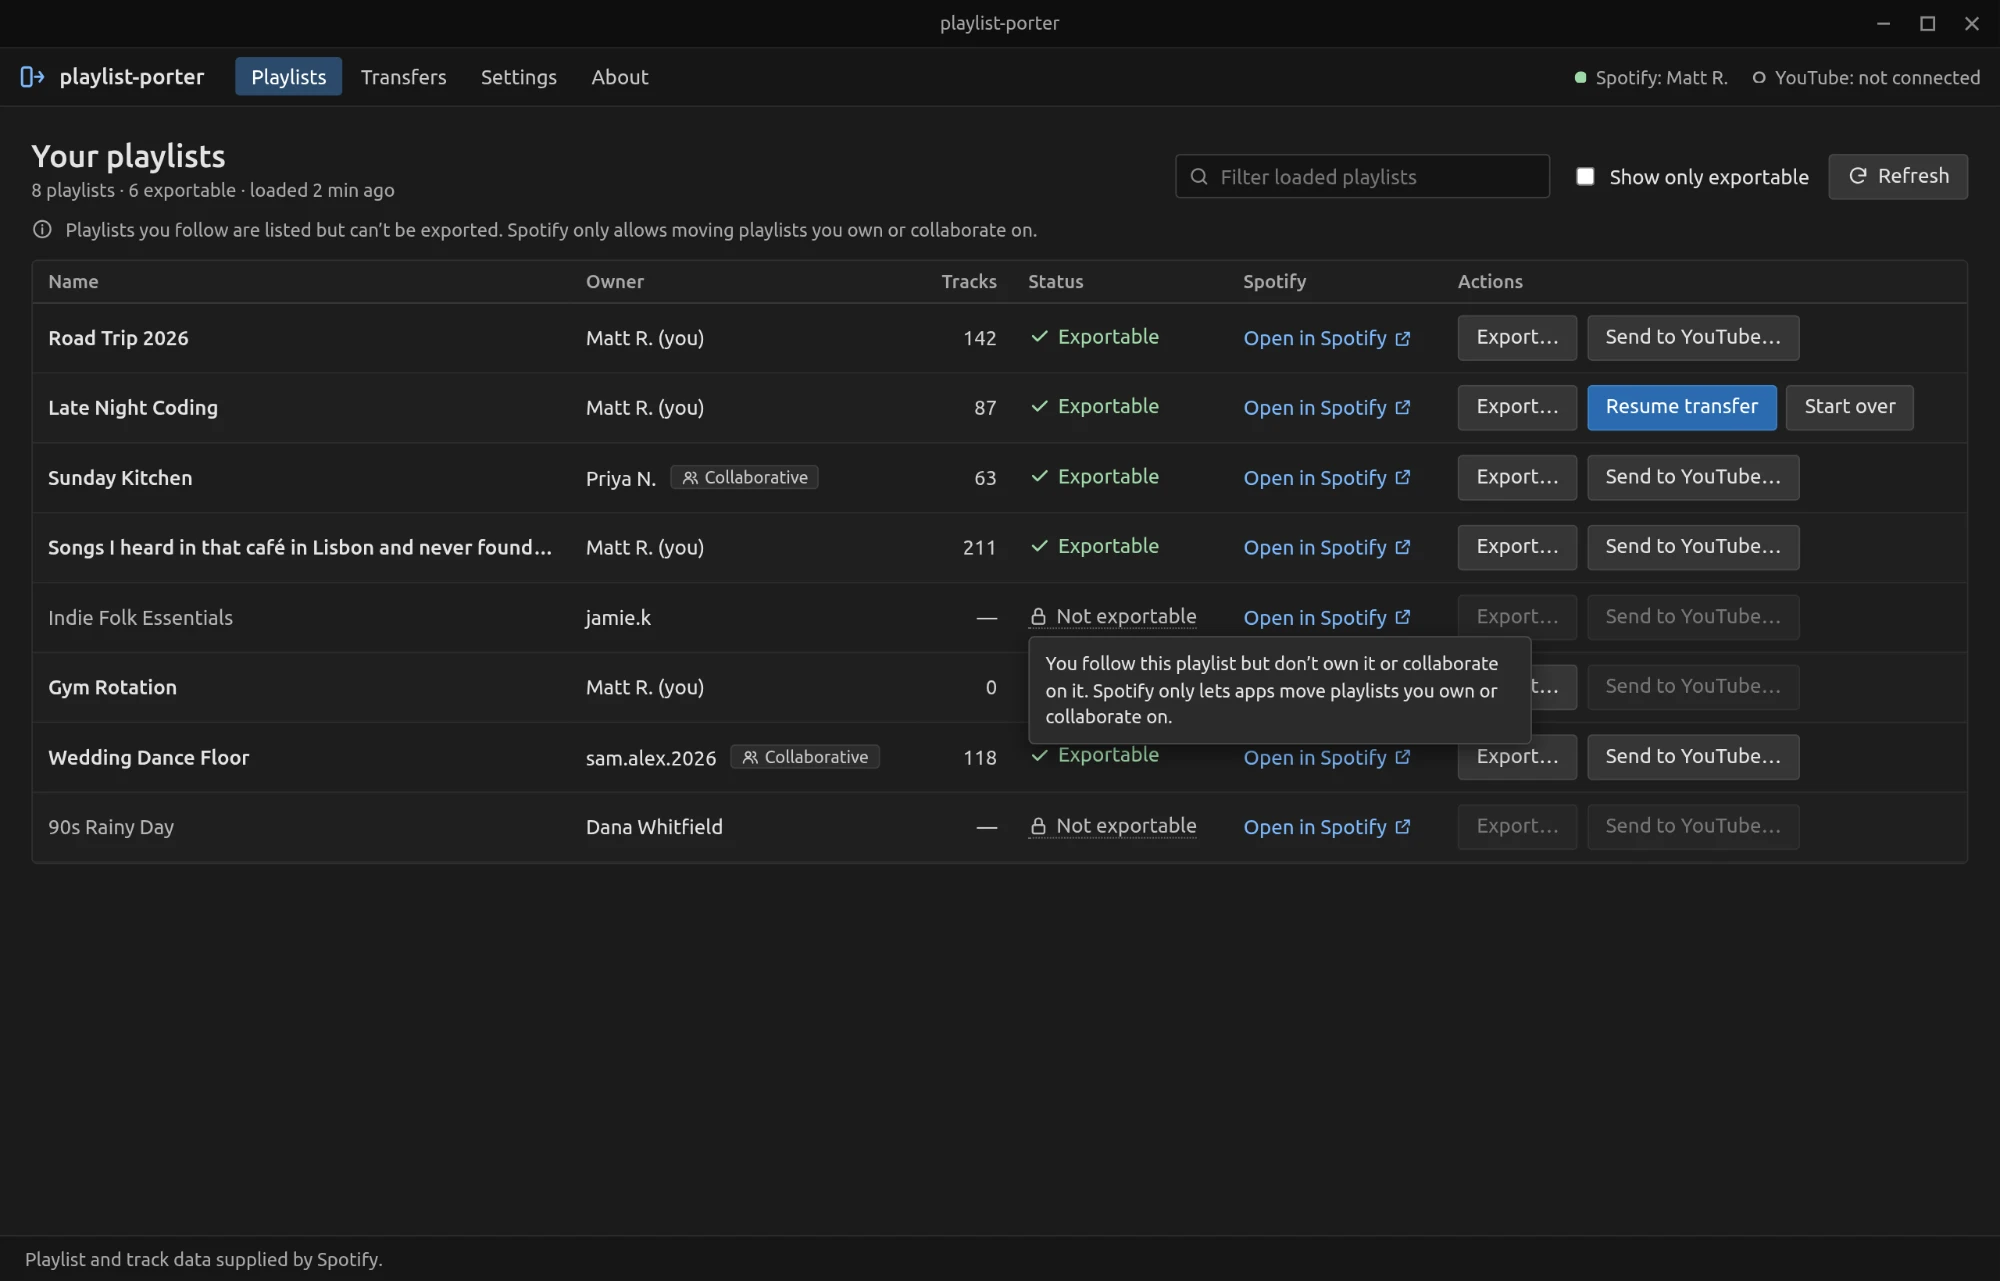 playlist-porter
playlist-porter Playlists Transfers Settings About Spotify: Matt R. YouTube: not connected
Your playlists
8 playlists · 6 exportable · loaded 2 min ago
Filter loaded playlists Show only exportable Refresh
Playlists you follow are listed but can’t be exported. Spotify only allows moving playlists you own or collaborate on.
Name Owner Tracks Status Spotify Actions
Road Trip 2026 Matt R. (you) 142 Exportable Open in Spotify Export… Send to YouTube…
Late Night Coding Matt R. (you) 87 Exportable Open in Spotify Export… Resume transfer Start over
Sunday Kitchen Priya N. Collaborative 63 Exportable Open in Spotify Export… Send to YouTube…
Songs I heard in that café in Lisbon and never found… Matt R. (you) 211 Exportable Open in Spotify Export… Send to YouTube…
Indie Folk Essentials jamie.k — Not exportable Open in Spotify Export… Send to YouTube…
You follow this playlist but don’t own it or collaborate
on it. Spotify only lets apps move playlists you own or
collaborate on.
Gym Rotation Matt R. (you) 0 t… Send to YouTube…
Wedding Dance Floor sam.alex.2026 Collaborative 118 Exportable Open in Spotify Export… Send to YouTube…
90s Rainy Day Dana Whitfield — Not exportable Open in Spotify Export… Send to YouTube…
Playlist and track data supplied by Spotify.